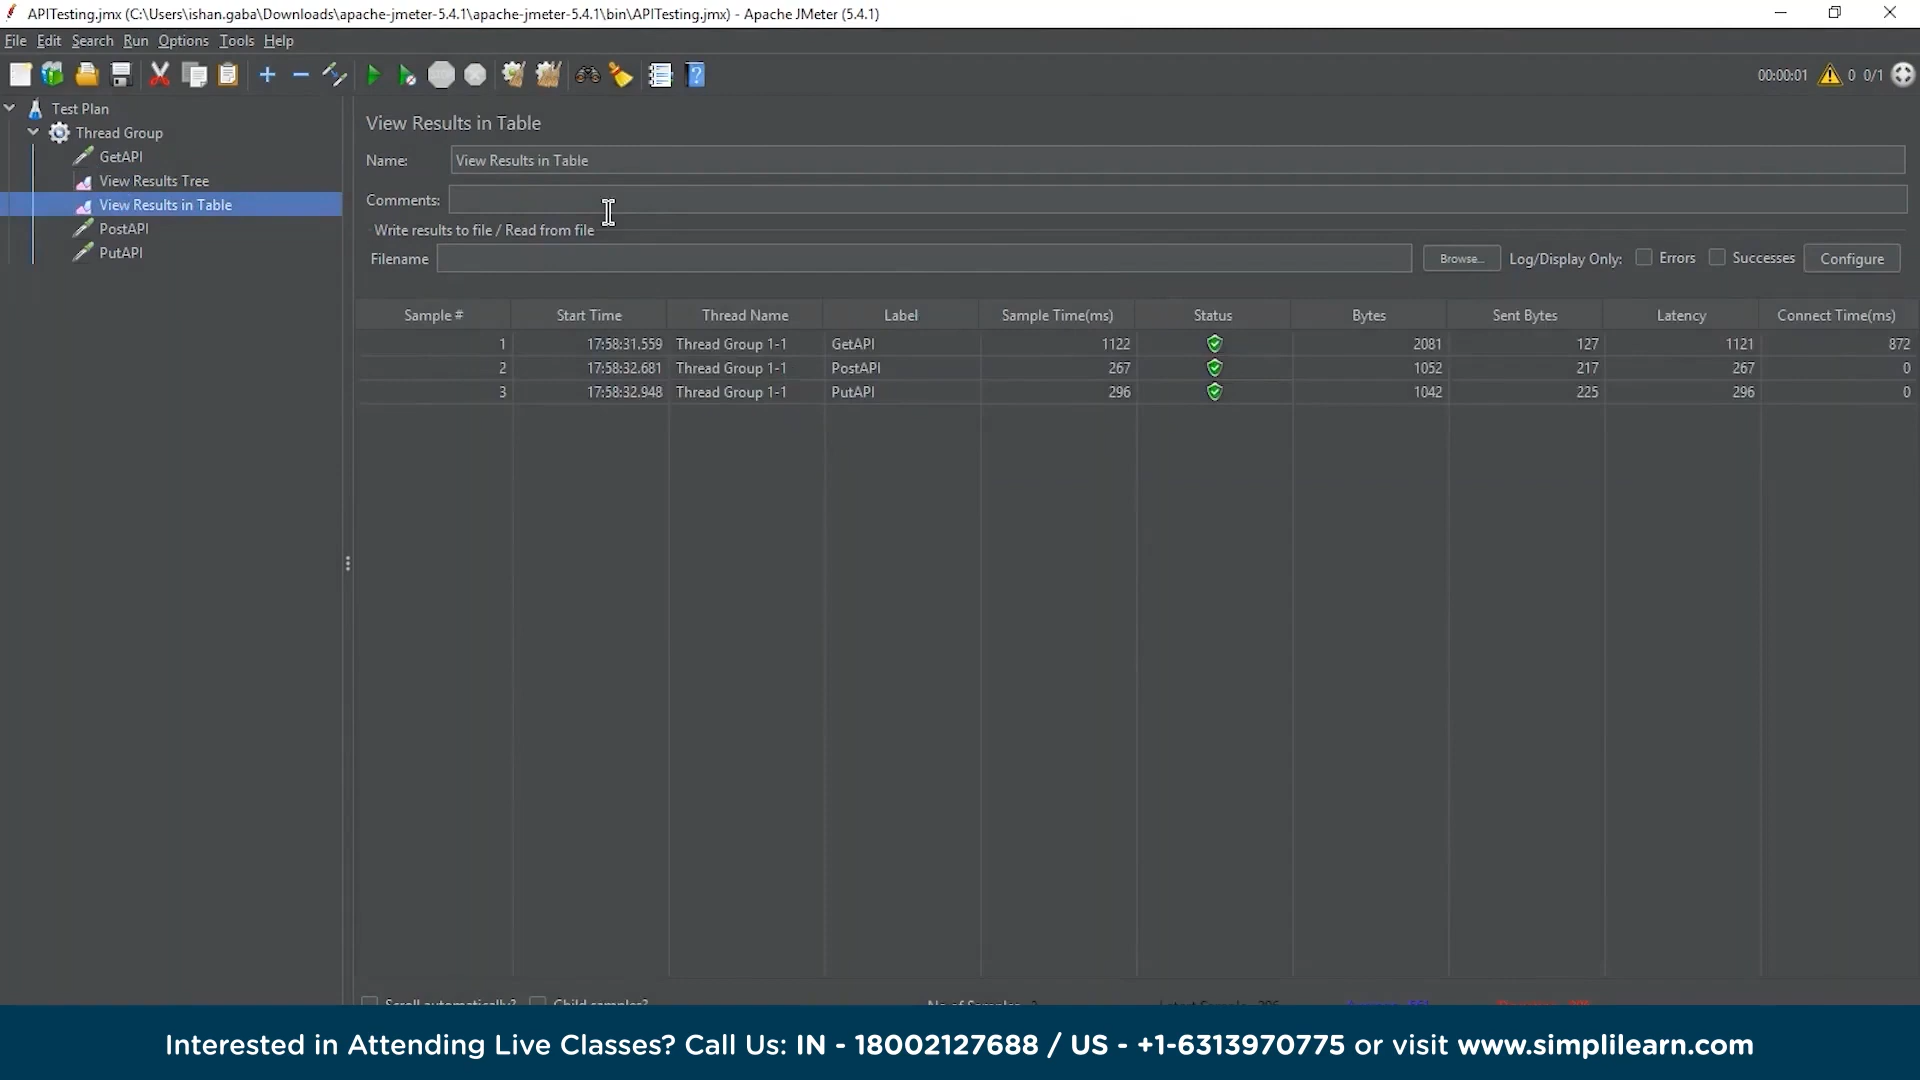 APITesting.jmx (C:\Users\ishan.gaba\Downloads\apache-jmeter-5.4.1\apache-jmeter-5.4.1\bin\APITesting.jmx) - Apache JMeter (5.4.1)
File Edit Search Run Options Tools Help
00:00:01 0 0/1
Test Plan
Thread Group
GetAPI
View Results Tree
View Results in Table
PostAPI
PutAPI
View Results in Table
Name: View Results in Table
Comments:
Write results to file / Read from file
Filename Browse... Log/Display Only: Errors Successes Configure
Sample # Start Time Thread Name Label Sample Time(ms) Status Bytes Sent Bytes Latency Connect Time(ms)
1 17:58:31.559 Thread Group 1-1 GetAPI 1122 2081 127 1121 872
2 17:58:32.681 Thread Group 1-1 PostAPI 267 1052 217 267 0
3 17:58:32.948 Thread Group 1-1 PutAPI 296 1042 225 296 0
Scroll automatically? Child samples? No of Samples
Interested in Attending Live Classes? Call Us: IN - 18002127688 / US - +1-6313970775 or visit www.simplilearn.com